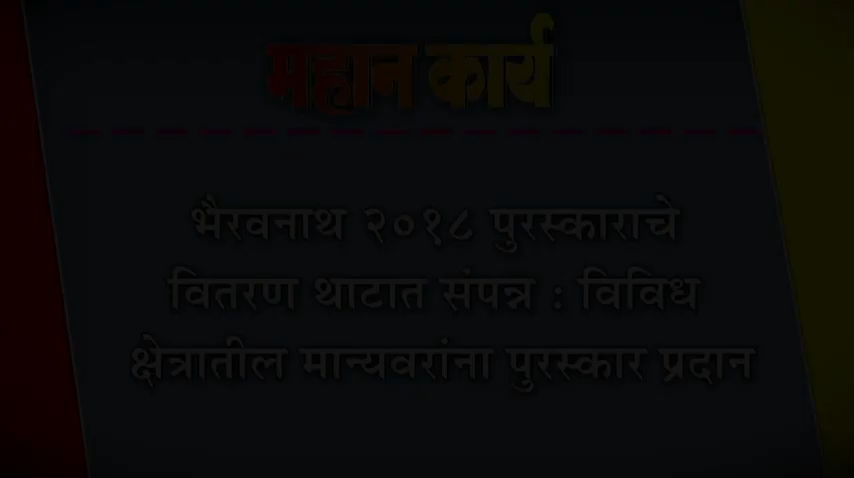 महान कार्य
भैरवनाथ २०१८ पुरस्काराचे
वितरण थाटात संपन्न : विविध
क्षेत्रातील मान्यवरांना पुरस्कार प्रदान